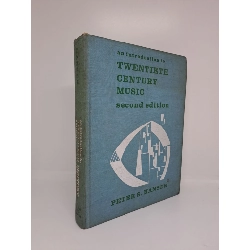 an introduction to
TWENTIETH
CENTURY
MUSIC
second edition
PETER S. HANSEN